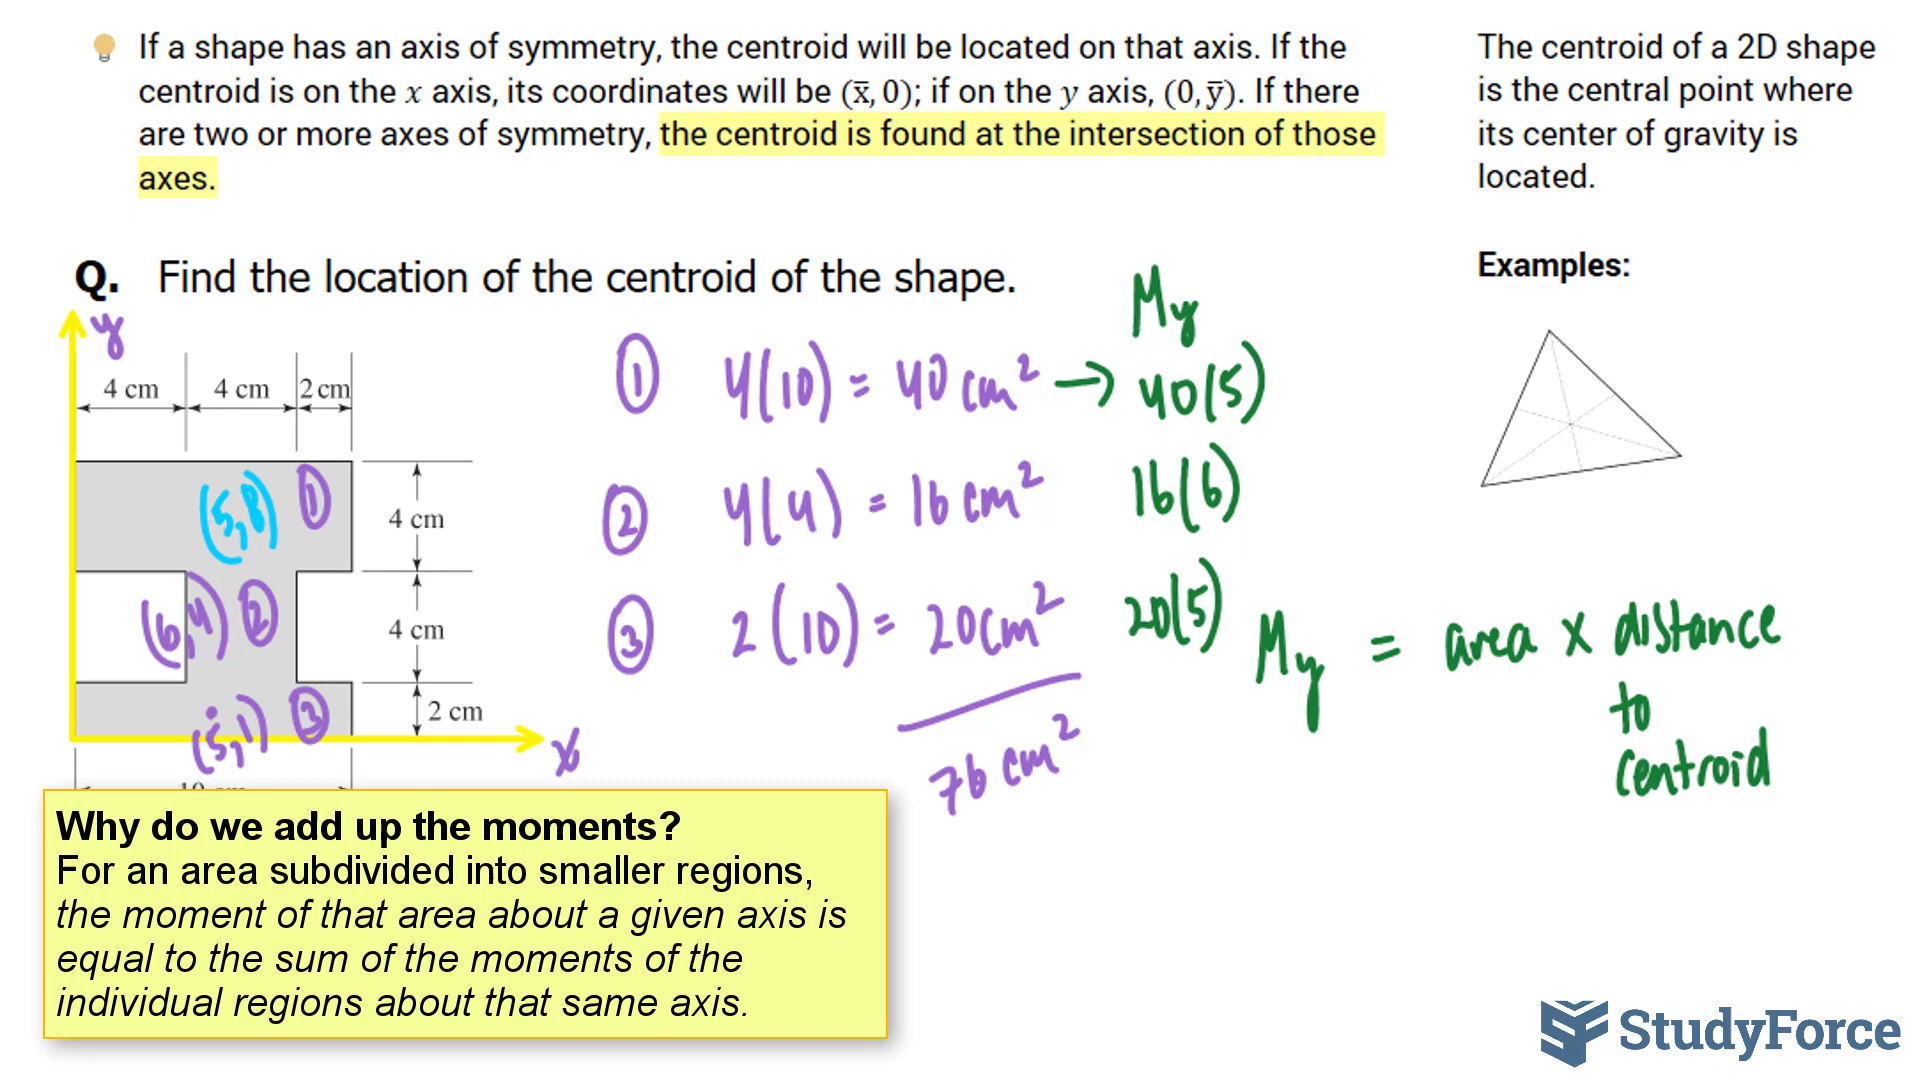 If a shape has an axis of symmetry, the centroid will be located on that axis. If the
centroid is on the x axis, its coordinates will be (x̅, 0); if on the y axis, (0, y̅). If there
are two or more axes of symmetry, the centroid is found at the intersection of those
axes.
The centroid of a 2D shape
is the central point where
its center of gravity is
located.
Examples:
Q. Find the location of the centroid of the shape.
y
4 cm 4 cm 2 cm
(5,8) ① 4 cm
(6,4) ② 4 cm
(5,1) ③ 2 cm
x
My
① 4(10) = 40 cm² → 40(5)
② 4(4) = 16 cm² 16(6)
③ 2(10) = 20cm² 20(5)
76 cm²
My = area x distance
to
centroid
Why do we add up the moments?
For an area subdivided into smaller regions,
the moment of that area about a given axis is
equal to the sum of the moments of the
individual regions about that same axis.
StudyForce